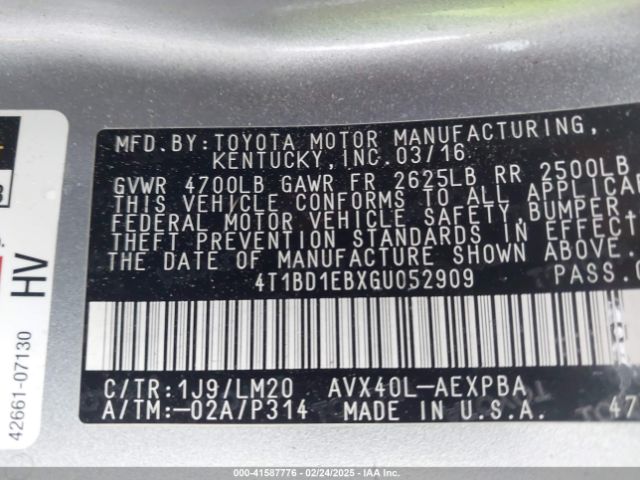 MFD.BY:TOYOTA MOTOR MANUFACTURING,
KENTUCKY,INC.03/16
GVWR 4700LB GAWR FR 2625LB RR 2500LB
THIS VEHICLE CONFORMS TO ALL
FEDERAL MOTOR VEHICLE SAFETY,BUMPER,
THEFT PREVENTION STANDARDS IN EFFECT
THE DATE OF MANUFACTURE SHOWN ABOVE.
4T1BD1EBXGU052909 PASS.
C/TR:1J9/LM20 AVX40L-AEXPBA
A/TM:-02A/P314 MADE IN U.S.A. 47
HV
42661-07130
000-41587776 - 02/24/2025 - IAAI.COM